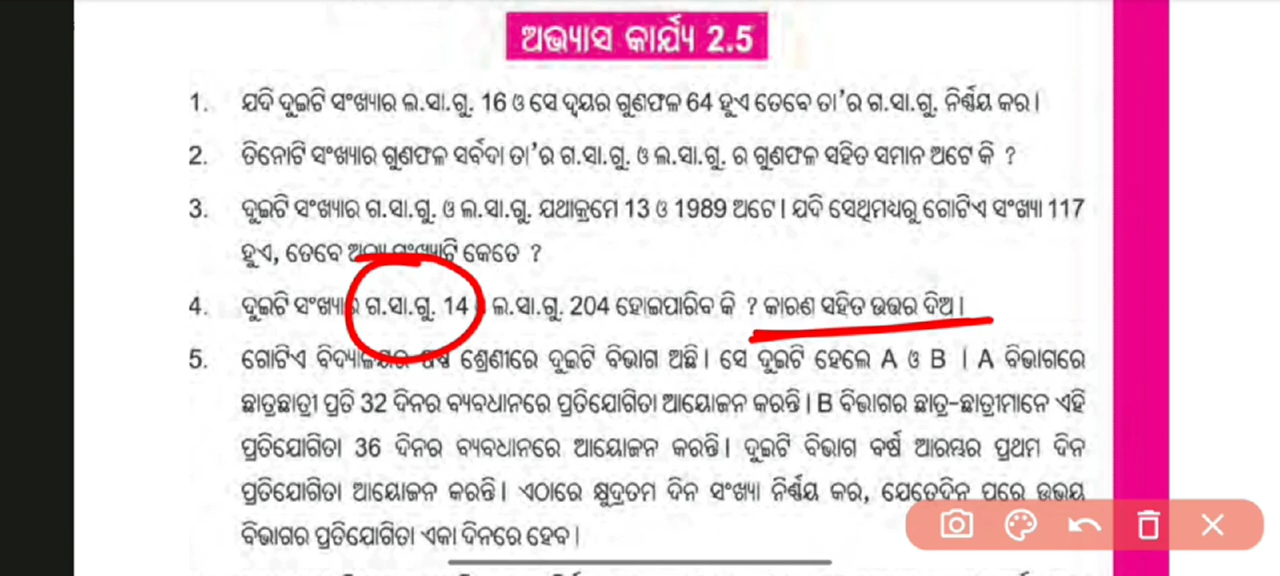 ଅଭ୍ୟାସ କାର୍ଯ୍ୟ 2.5
1. ଯଦି ଦୁଇଟି ସଂଖ୍ୟାର ଲ.ସା.ଗୁ. 16 ଓ ସେ ଦ୍ୱୟର ଗୁଣଫଳ 64 ହୁଏ ତେବେ ତା'ର ଗ.ସା.ଗୁ. ନିର୍ଣ୍ଣୟ କର।
2. ତିନୋଟି ସଂଖ୍ୟାର ଗୁଣଫଳ ସର୍ବଦା ତା'ର ଗ.ସା.ଗୁ. ଓ ଲ.ସା.ଗୁ. ର ଗୁଣଫଳ ସହିତ ସମାନ ଅଟେ କି ?
3. ଦୁଇଟି ସଂଖ୍ୟାର ଗ.ସା.ଗୁ. ଓ ଲ.ସା.ଗୁ. ଯଥାକ୍ରମେ 13 ଓ 1989 ଅଟେ। ଯଦି ସେଥିମଧ୍ୟରୁ ଗୋଟିଏ ସଂଖ୍ୟା 117
ହୁଏ, ତେବେ ଅନ୍ୟ ସଂଖ୍ୟାଟି କେତେ ?
4. ଦୁଇଟି ସଂଖ୍ୟାର ଗ.ସା.ଗୁ. 14 ଓ ଲ.ସା.ଗୁ. 204 ହୋଇପାରିବ କି ? କାରଣ ସହିତ ଉତ୍ତର ଦିଅ।
5. ଗୋଟିଏ ବିଦ୍ୟାଳୟର ଷଷ୍ଠ ଶ୍ରେଣୀରେ ଦୁଇଟି ବିଭାଗ ଅଛି। ସେ ଦୁଇଟି ହେଲେ A ଓ B । A ବିଭାଗରେ
ଛାତ୍ରଛାତ୍ରୀ ପ୍ରତି 32 ଦିନର ବ୍ୟବଧାନରେ ପ୍ରତିଯୋଗିତା ଆୟୋଜନ କରନ୍ତି। B ବିଭାଗର ଛାତ୍ର-ଛାତ୍ରୀମାନେ ଏହି
ପ୍ରତିଯୋଗିତା 36 ଦିନର ବ୍ୟବଧାନରେ ଆୟୋଜନ କରନ୍ତି। ଦୁଇଟି ବିଭାଗ ବର୍ଷ ଆରମ୍ଭର ପ୍ରଥମ ଦିନ
ପ୍ରତିଯୋଗିତା ଆୟୋଜନ କରନ୍ତି। ଏଠାରେ କ୍ଷୁଦ୍ରତମ ଦିନ ସଂଖ୍ୟା ନିର୍ଣ୍ଣୟ କର, ଯେତେଦିନ ପରେ ଉଭୟ
ବିଭାଗର ପ୍ରତିଯୋଗିତା ଏକା ଦିନରେ ହେବ।